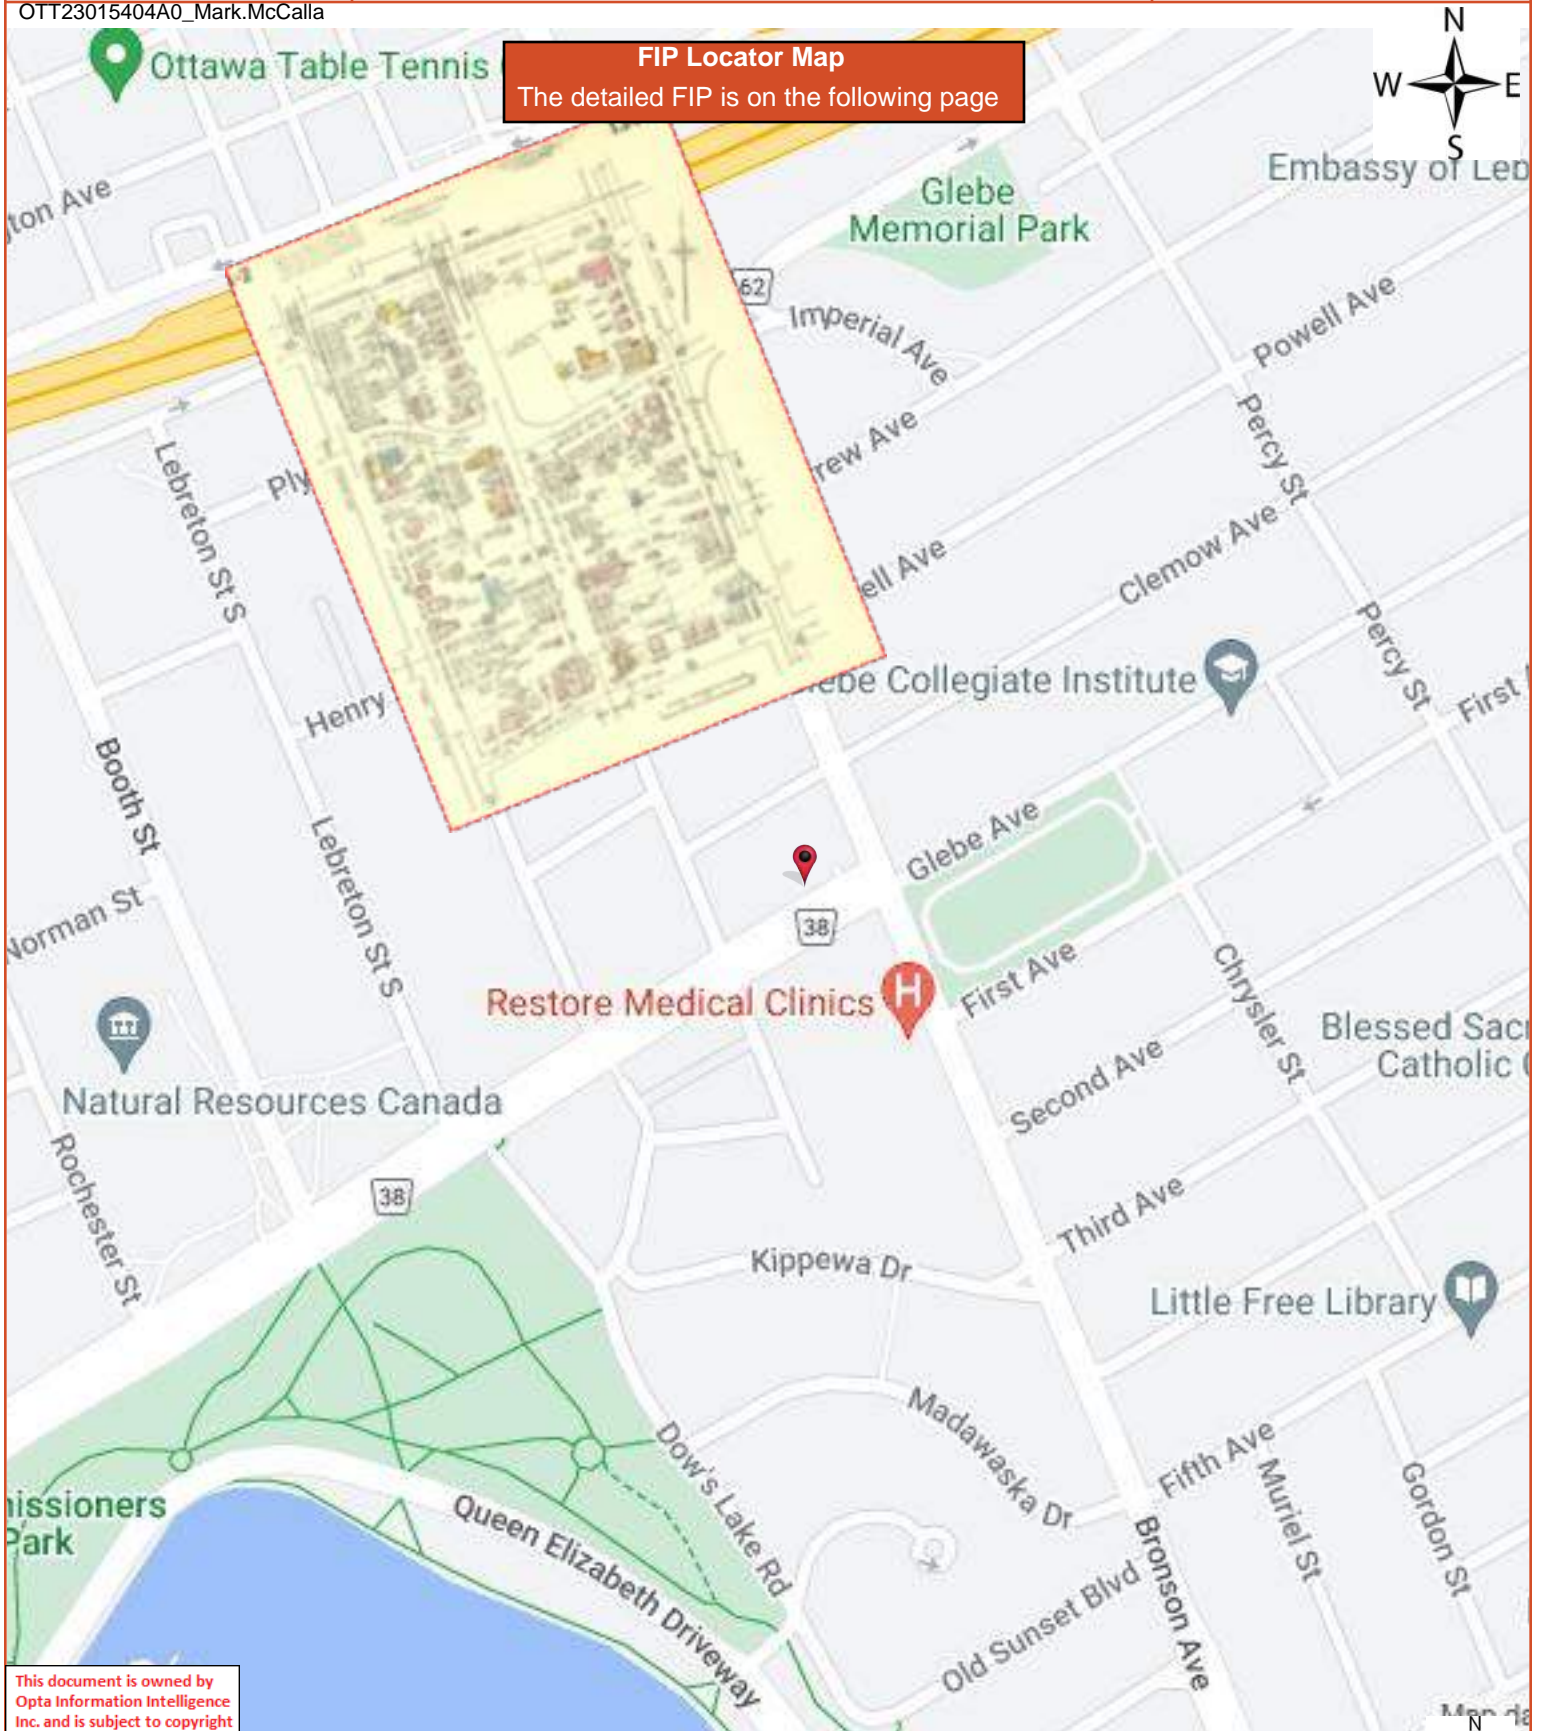 OTT23015404A0_Mark.McCalla
N
W
E
S
FIP Locator Map
The detailed FIP is on the following page
Ottawa Table Tennis
Embassy of Leb
Glebe
Memorial Park
gton Ave
62
Imperial Ave
Powell Ave
Percy St
rew Ave
Lebreton St S
Ply
Clemow Ave
ell Ave
Percy St
ebe Collegiate Institute
First
Henry
Booth St
Lebreton St S
Glebe Ave
Norman St
38
First Ave
Restore Medical Clinics
H
Chrysler St
Blessed Sac
Catholic
Second Ave
Natural Resources Canada
Rochester St
38
Third Ave
Kippewa Dr
Little Free Library
Madawaska Dr
Dow's Lake Rd
Fifth Ave
Muriel St
Gordon St
nissioners
Park
Queen Elizabeth Driveway
Bronson Ave
Old Sunset Blvd
This document is owned by
Opta Information Intelligence
Inc. and is subject to copyright
N